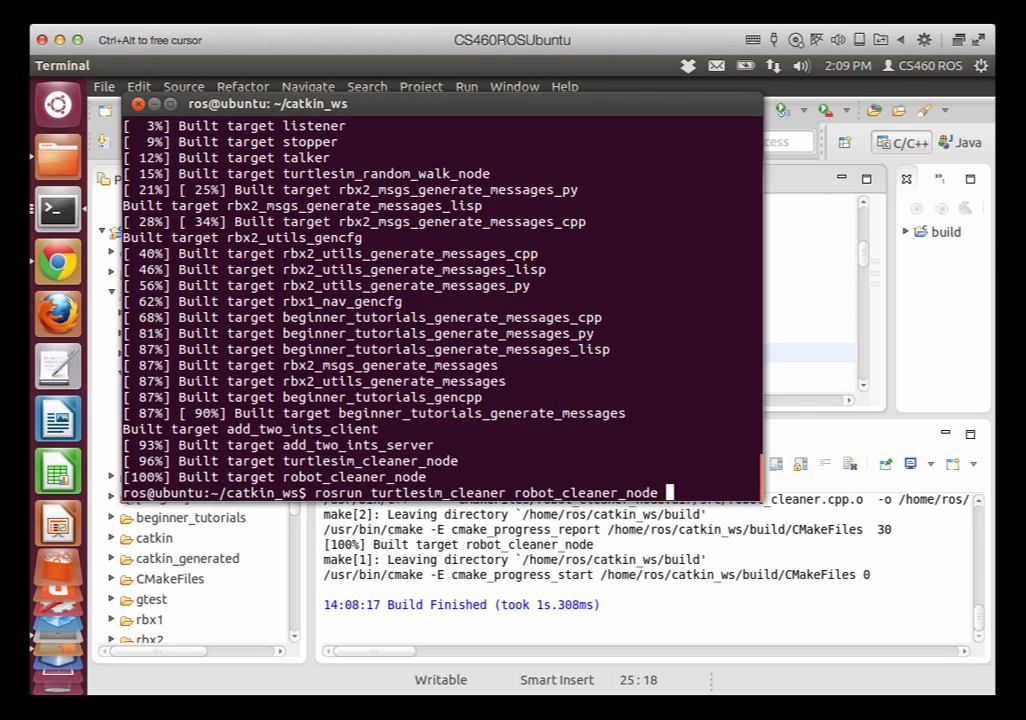 Ctrl+Alt to free cursor
CS460ROSUbuntu
Terminal
2:09 PM
CS460 ROS
File Edit Source Refactor Navigate Search Project Run Window Help
ros@ubuntu: ~/catkin_ws
[  3%] Built target listener
[  9%] Built target stopper
[ 12%] Built target talker
[ 15%] Built target turtlesim_random_walk_node
[ 21%] [ 25%] Built target rbx2_msgs_generate_messages_py
Built target rbx2_msgs_generate_messages_lisp
[ 28%] [ 34%] Built target rbx2_msgs_generate_messages_cpp
Built target rbx2_utils_gencfg
[ 40%] Built target rbx2_utils_generate_messages_cpp
[ 46%] Built target rbx2_utils_generate_messages_lisp
[ 56%] Built target rbx2_utils_generate_messages_py
[ 62%] Built target rbx1_nav_gencfg
[ 68%] Built target beginner_tutorials_generate_messages_cpp
[ 81%] Built target beginner_tutorials_generate_messages_py
[ 87%] Built target beginner_tutorials_generate_messages_lisp
[ 87%] Built target rbx2_msgs_generate_messages
[ 87%] Built target rbx2_utils_generate_messages
[ 87%] Built target beginner_tutorials_gencpp
[ 87%] [ 90%] Built target beginner_tutorials_generate_messages
Built target add_two_ints_client
[ 93%] Built target add_two_ints_server
[ 96%] Built target turtlesim_cleaner_node
[100%] Built target robot_cleaner_node
ros@ubuntu:~/catkin_ws$ rosrun turtlesim_cleaner robot_cleaner_node
cess
C/C++
Java
build
beginner_tutorials
catkin
catkin_generated
CMakeFiles
gtest
rbx1
rbx2
_cleaner.cpp.o -o /home/ros/
make[2]: Leaving directory `/home/ros/catkin_ws/build'
/usr/bin/cmake -E cmake_progress_report /home/ros/catkin_ws/build/CMakeFiles 30
[100%] Built target robot_cleaner_node
make[1]: Leaving directory `/home/ros/catkin_ws/build'
/usr/bin/cmake -E cmake_progress_start /home/ros/catkin_ws/build/CMakeFiles 0
14:08:17 Build Finished (took 1s.308ms)
Writable
Smart Insert
25 : 18